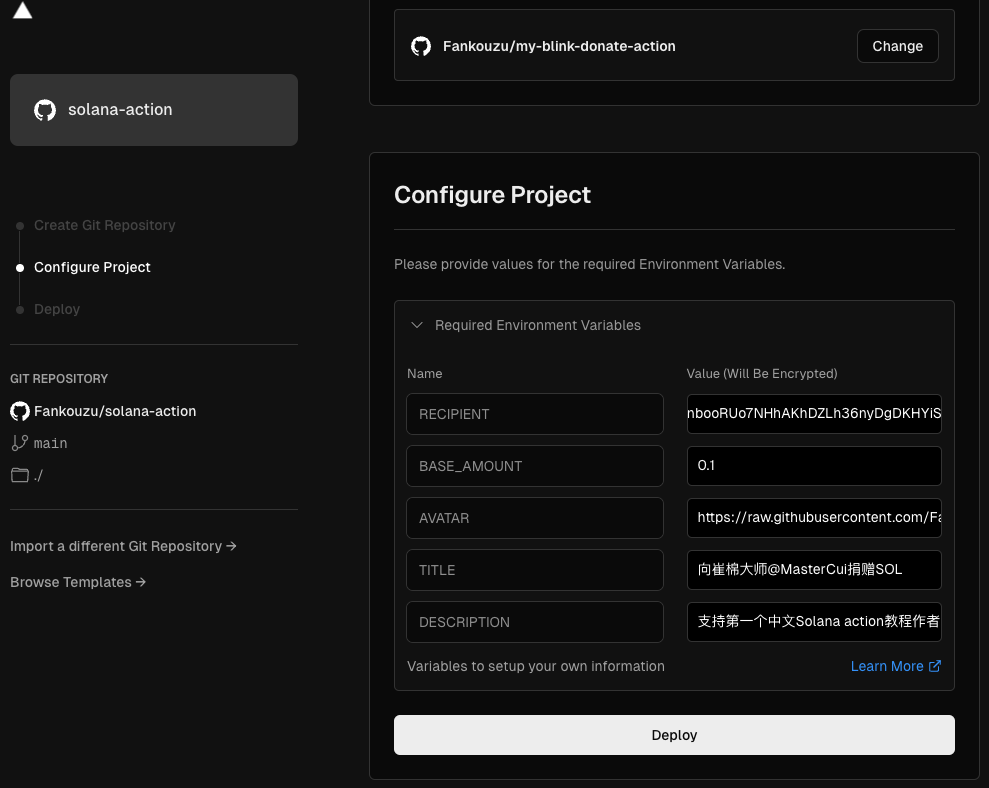 Fankouzu/my-blink-donate-action
Change
solana-action
Create Git Repository
Configure Project
Deploy
GIT REPOSITORY
Fankouzu/solana-action
main
./
Import a different Git Repository →
Browse Templates →
Configure Project
Please provide values for the required Environment Variables.
Required Environment Variables
Name
Value (Will Be Encrypted)
RECIPIENT
nbooRUo7NHhAKhDZLh36nyDgDKHYiS
BASE_AMOUNT
0.1
AVATAR
https://raw.githubusercontent.com/Fa
TITLE
向崔棉大师@MasterCui捐赠SOL
DESCRIPTION
支持第一个中文Solana action教程作者
Variables to setup your own information
Learn More
Deploy